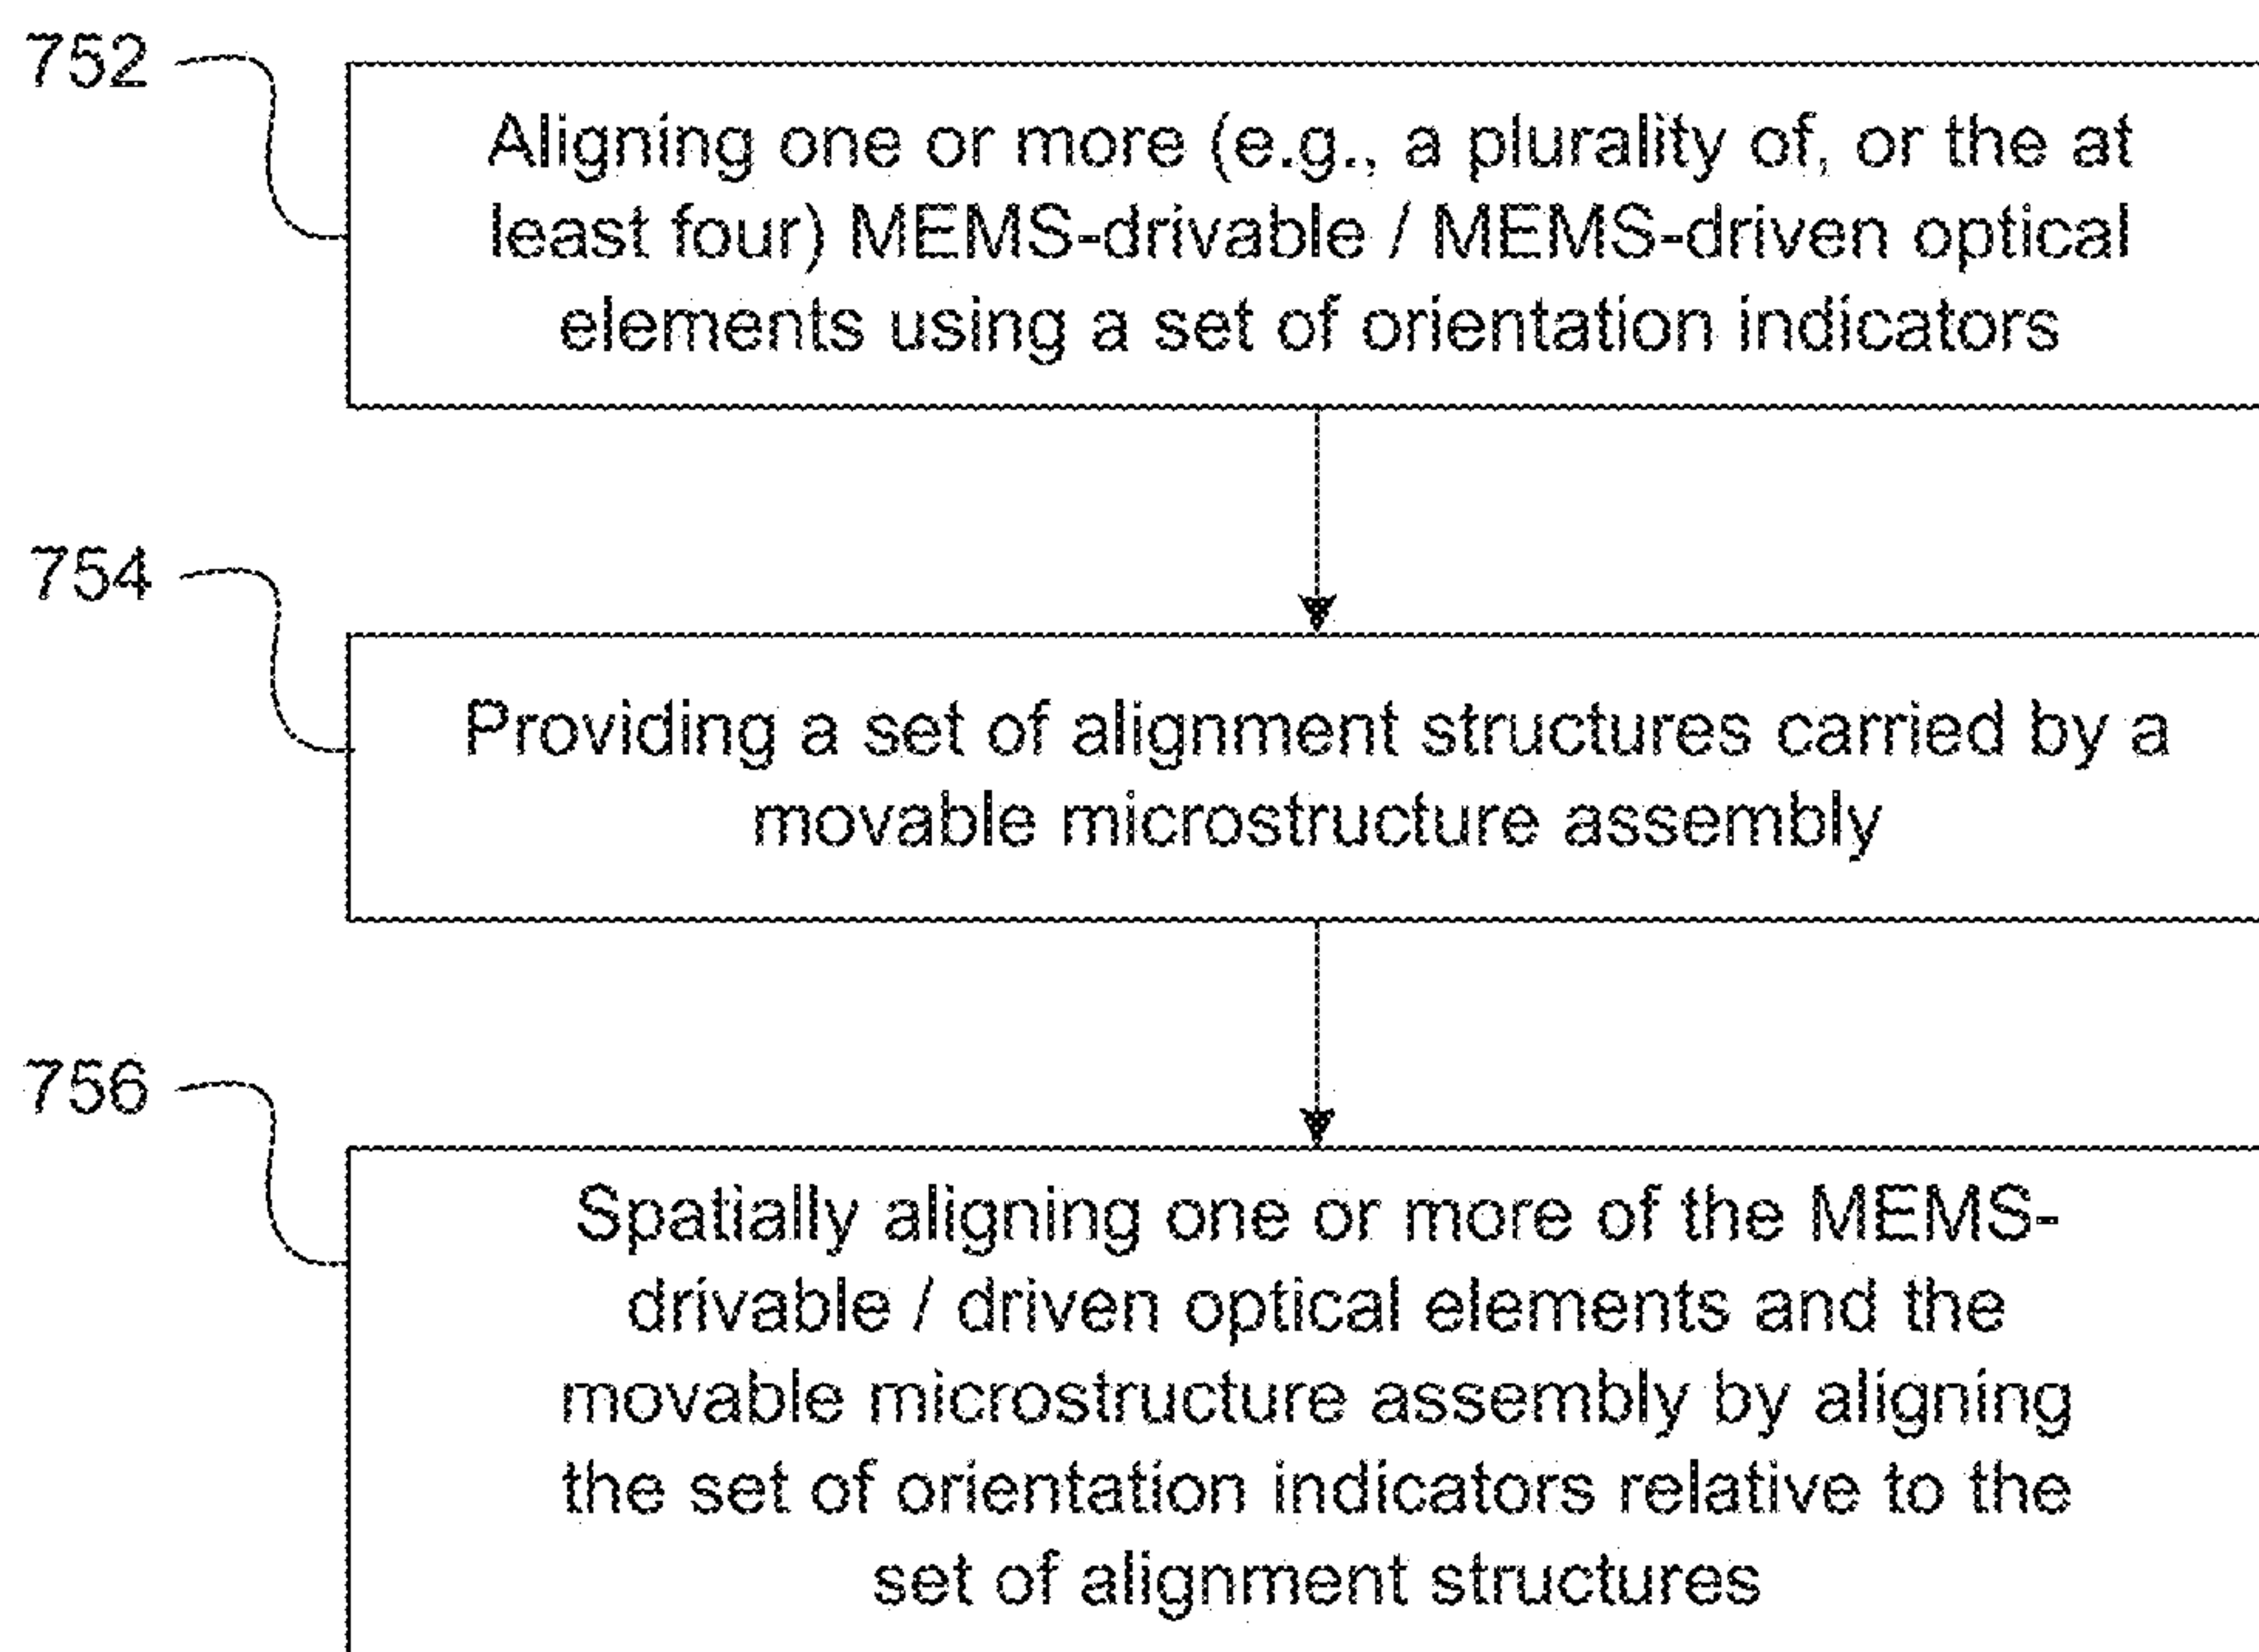 752
Aligning one or more (e.g., a plurality of, or the at
least four) MEMS-drivable / MEMS-driven optical
elements using a set of orientation indicators
754
Providing a set of alignment structures carried by a
movable microstructure assembly
756
Spatially aligning one or more of the MEMS-
drivable / driven optical elements and the
movable microstructure assembly by aligning
the set of orientation indicators relative to the
set of alignment structures